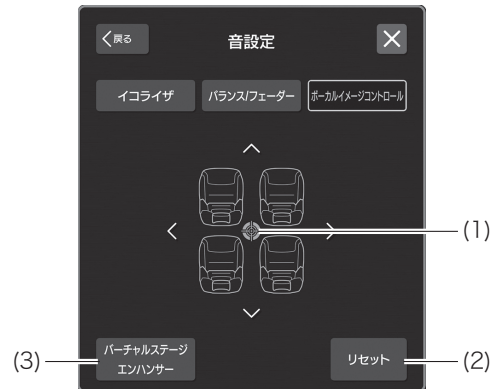 戻る
音設定
イコライザ
バランス/フェーダー
ボーカルイメージコントロール
(1)
バーチャルステージ
エンハンサー
リセット
(2)
(3)